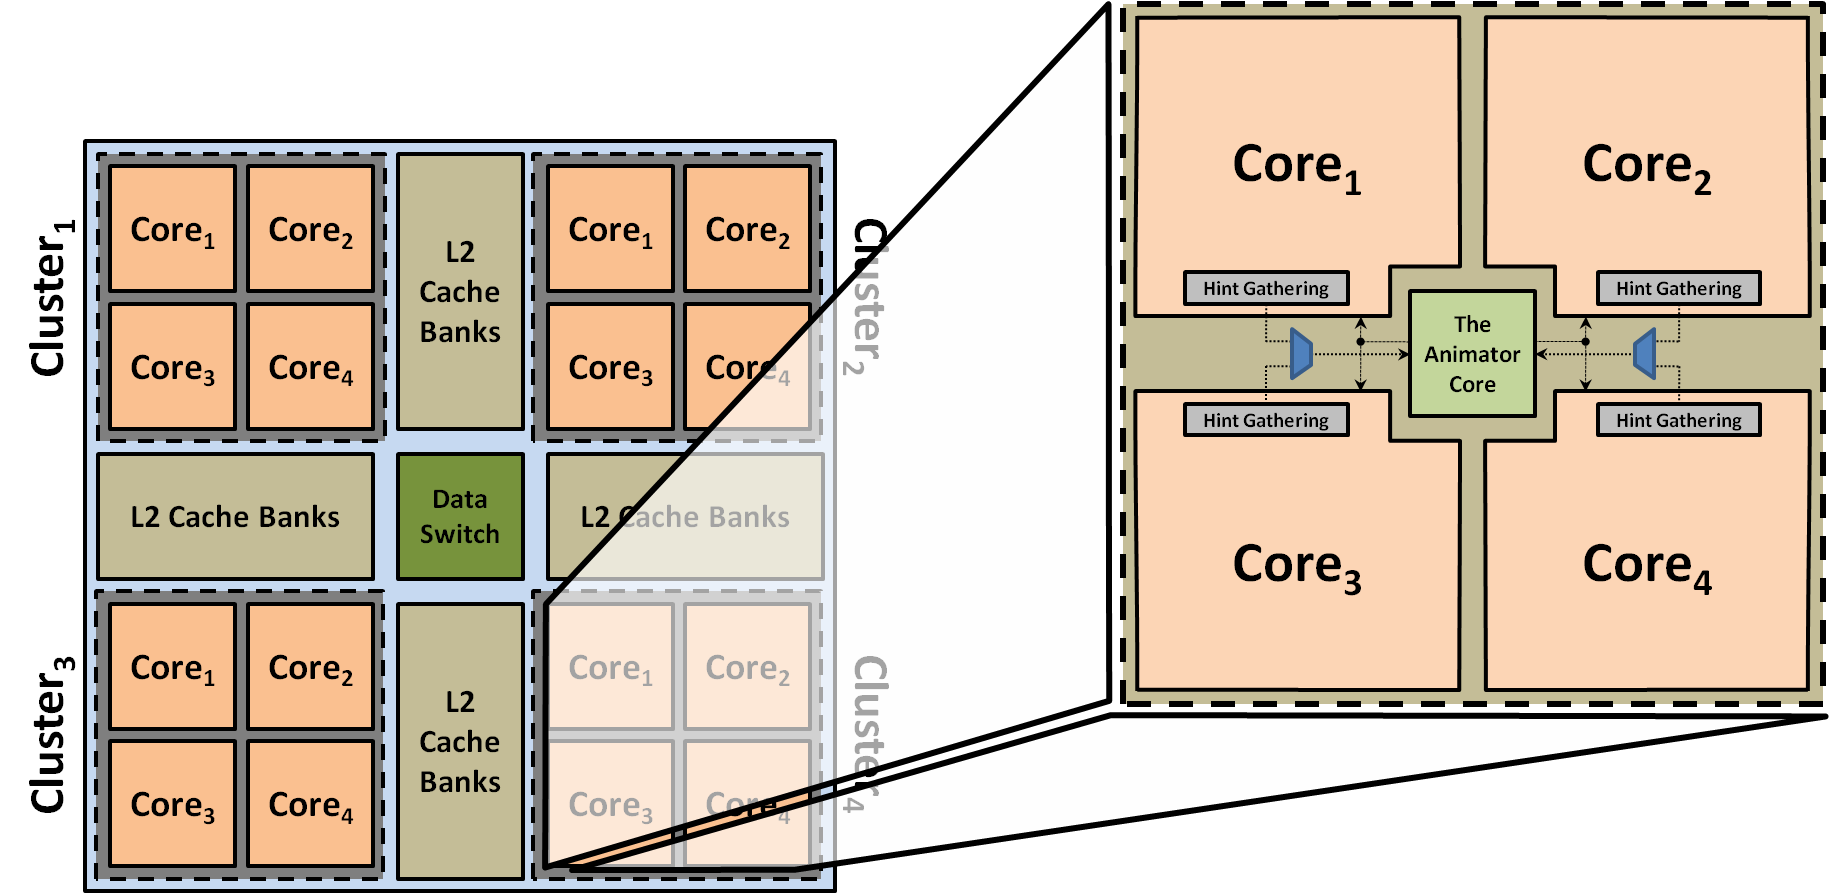 Cluster₁
Core₁
Core₂
Core₃
Core₄
L2
Cache
Banks
Core₁
Core₂
Core₃
Core₄
Cluster₂
L2 Cache Banks
Data
Switch
L2 Cache Banks
Cluster₃
Core₁
Core₂
Core₃
Core₄
L2
Cache
Banks
Core₁
Core₂
Core₃
Core₄
Cluster₄
Core₁
Core₂
Hint Gathering
Hint Gathering
The
Animator
Core
Hint Gathering
Hint Gathering
Core₃
Core₄